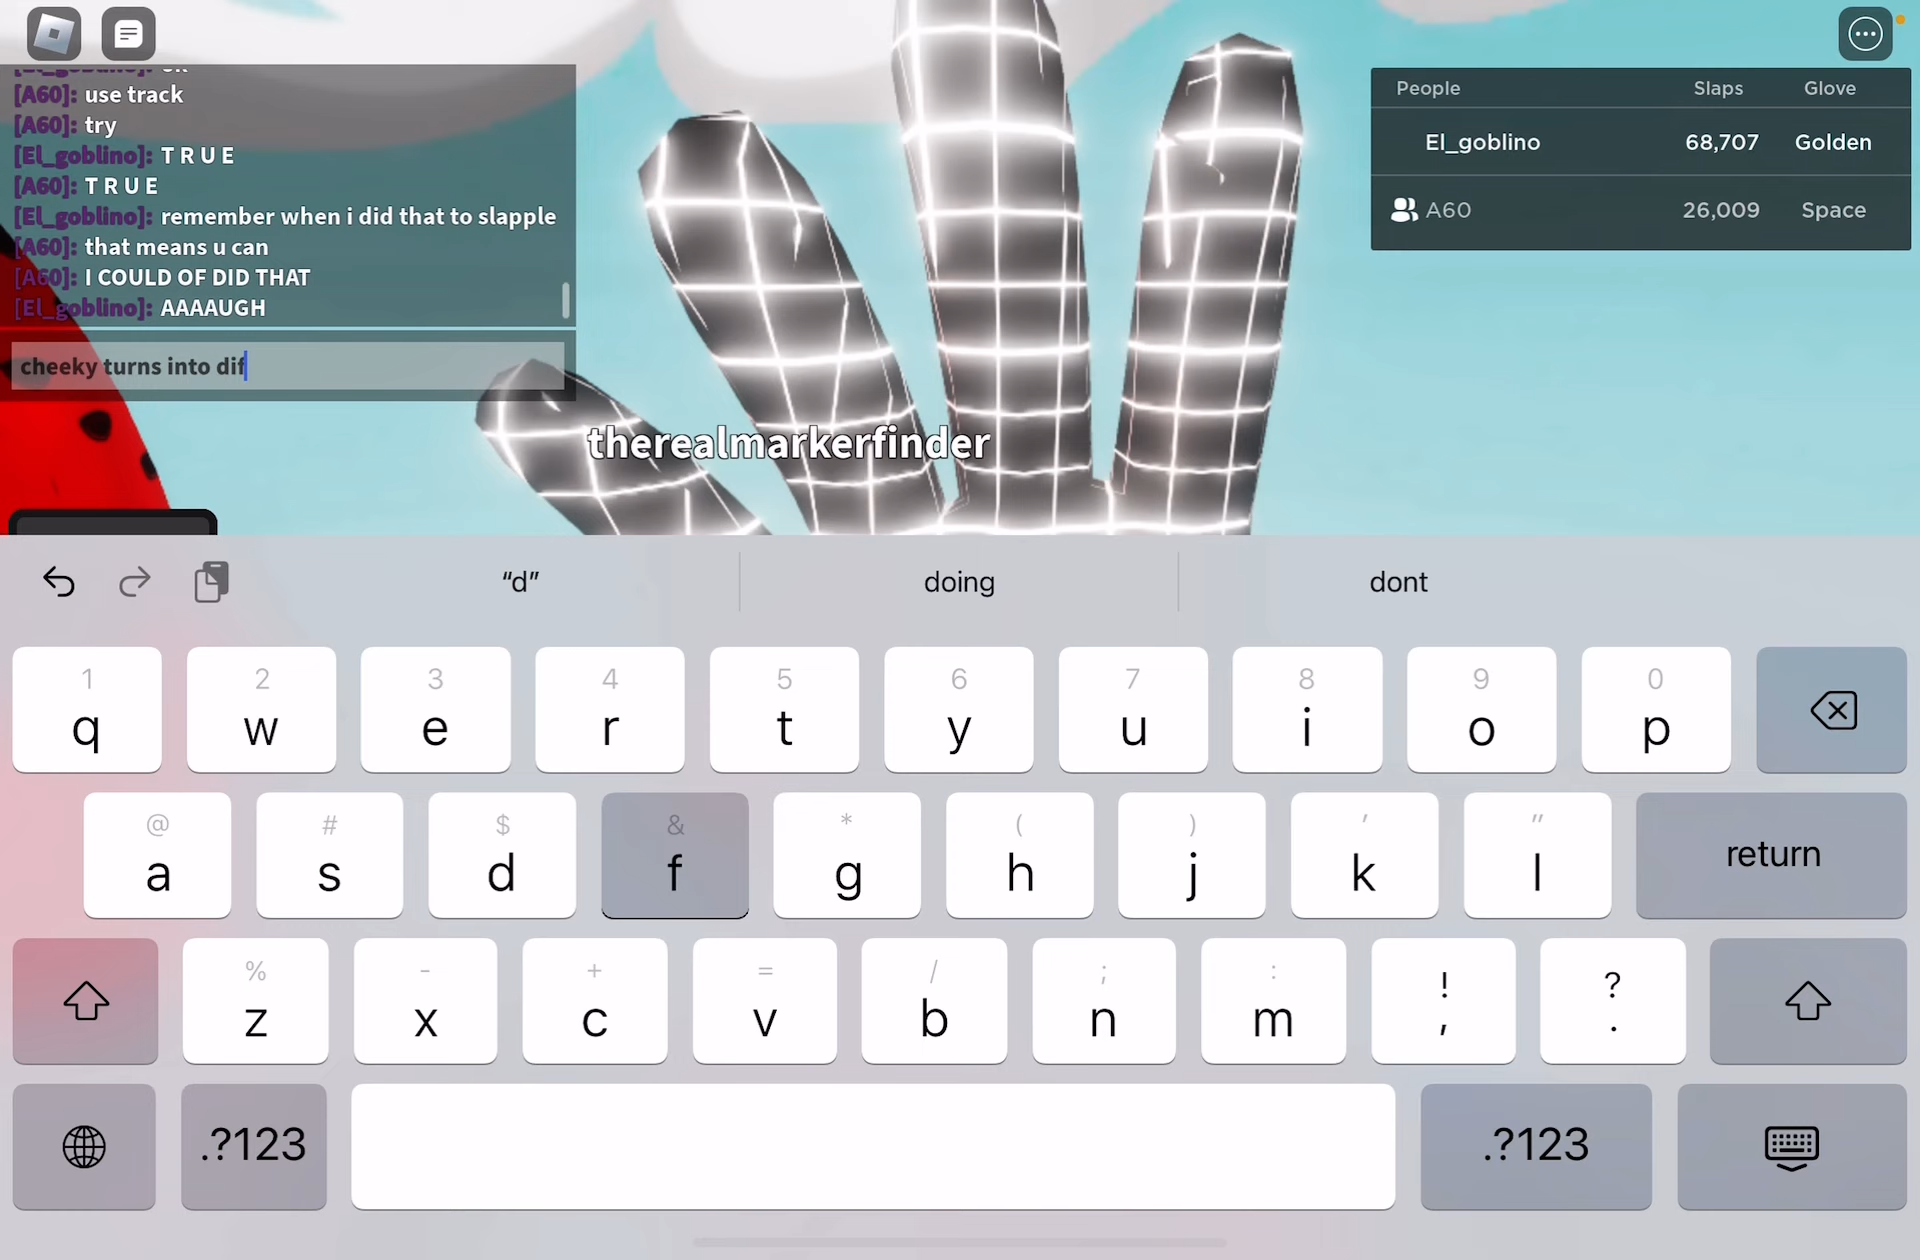 [El_goblino]: ok
[A60]: use track
[A60]: try
[El_goblino]: T R U E
[A60]: T R U E
[El_goblino]: remember when i did that to slapple
[A60]: that means u can
[A60]: I COULD OF DID THAT
[El_goblino]: AAAAUGH
cheeky turns into dif
therealmarkerfinder
People Slaps Glove
El_goblino 68,707 Golden
A60 26,009 Space
“d” doing dont
1 2 3 4 5 6 7 8 9 0
q w e r t y u i o p
@ # $ & * ( ) ' "
a s d f g h j k l return
% - + = / ; : ! ?
z x c v b n m , .
.?123 .?123